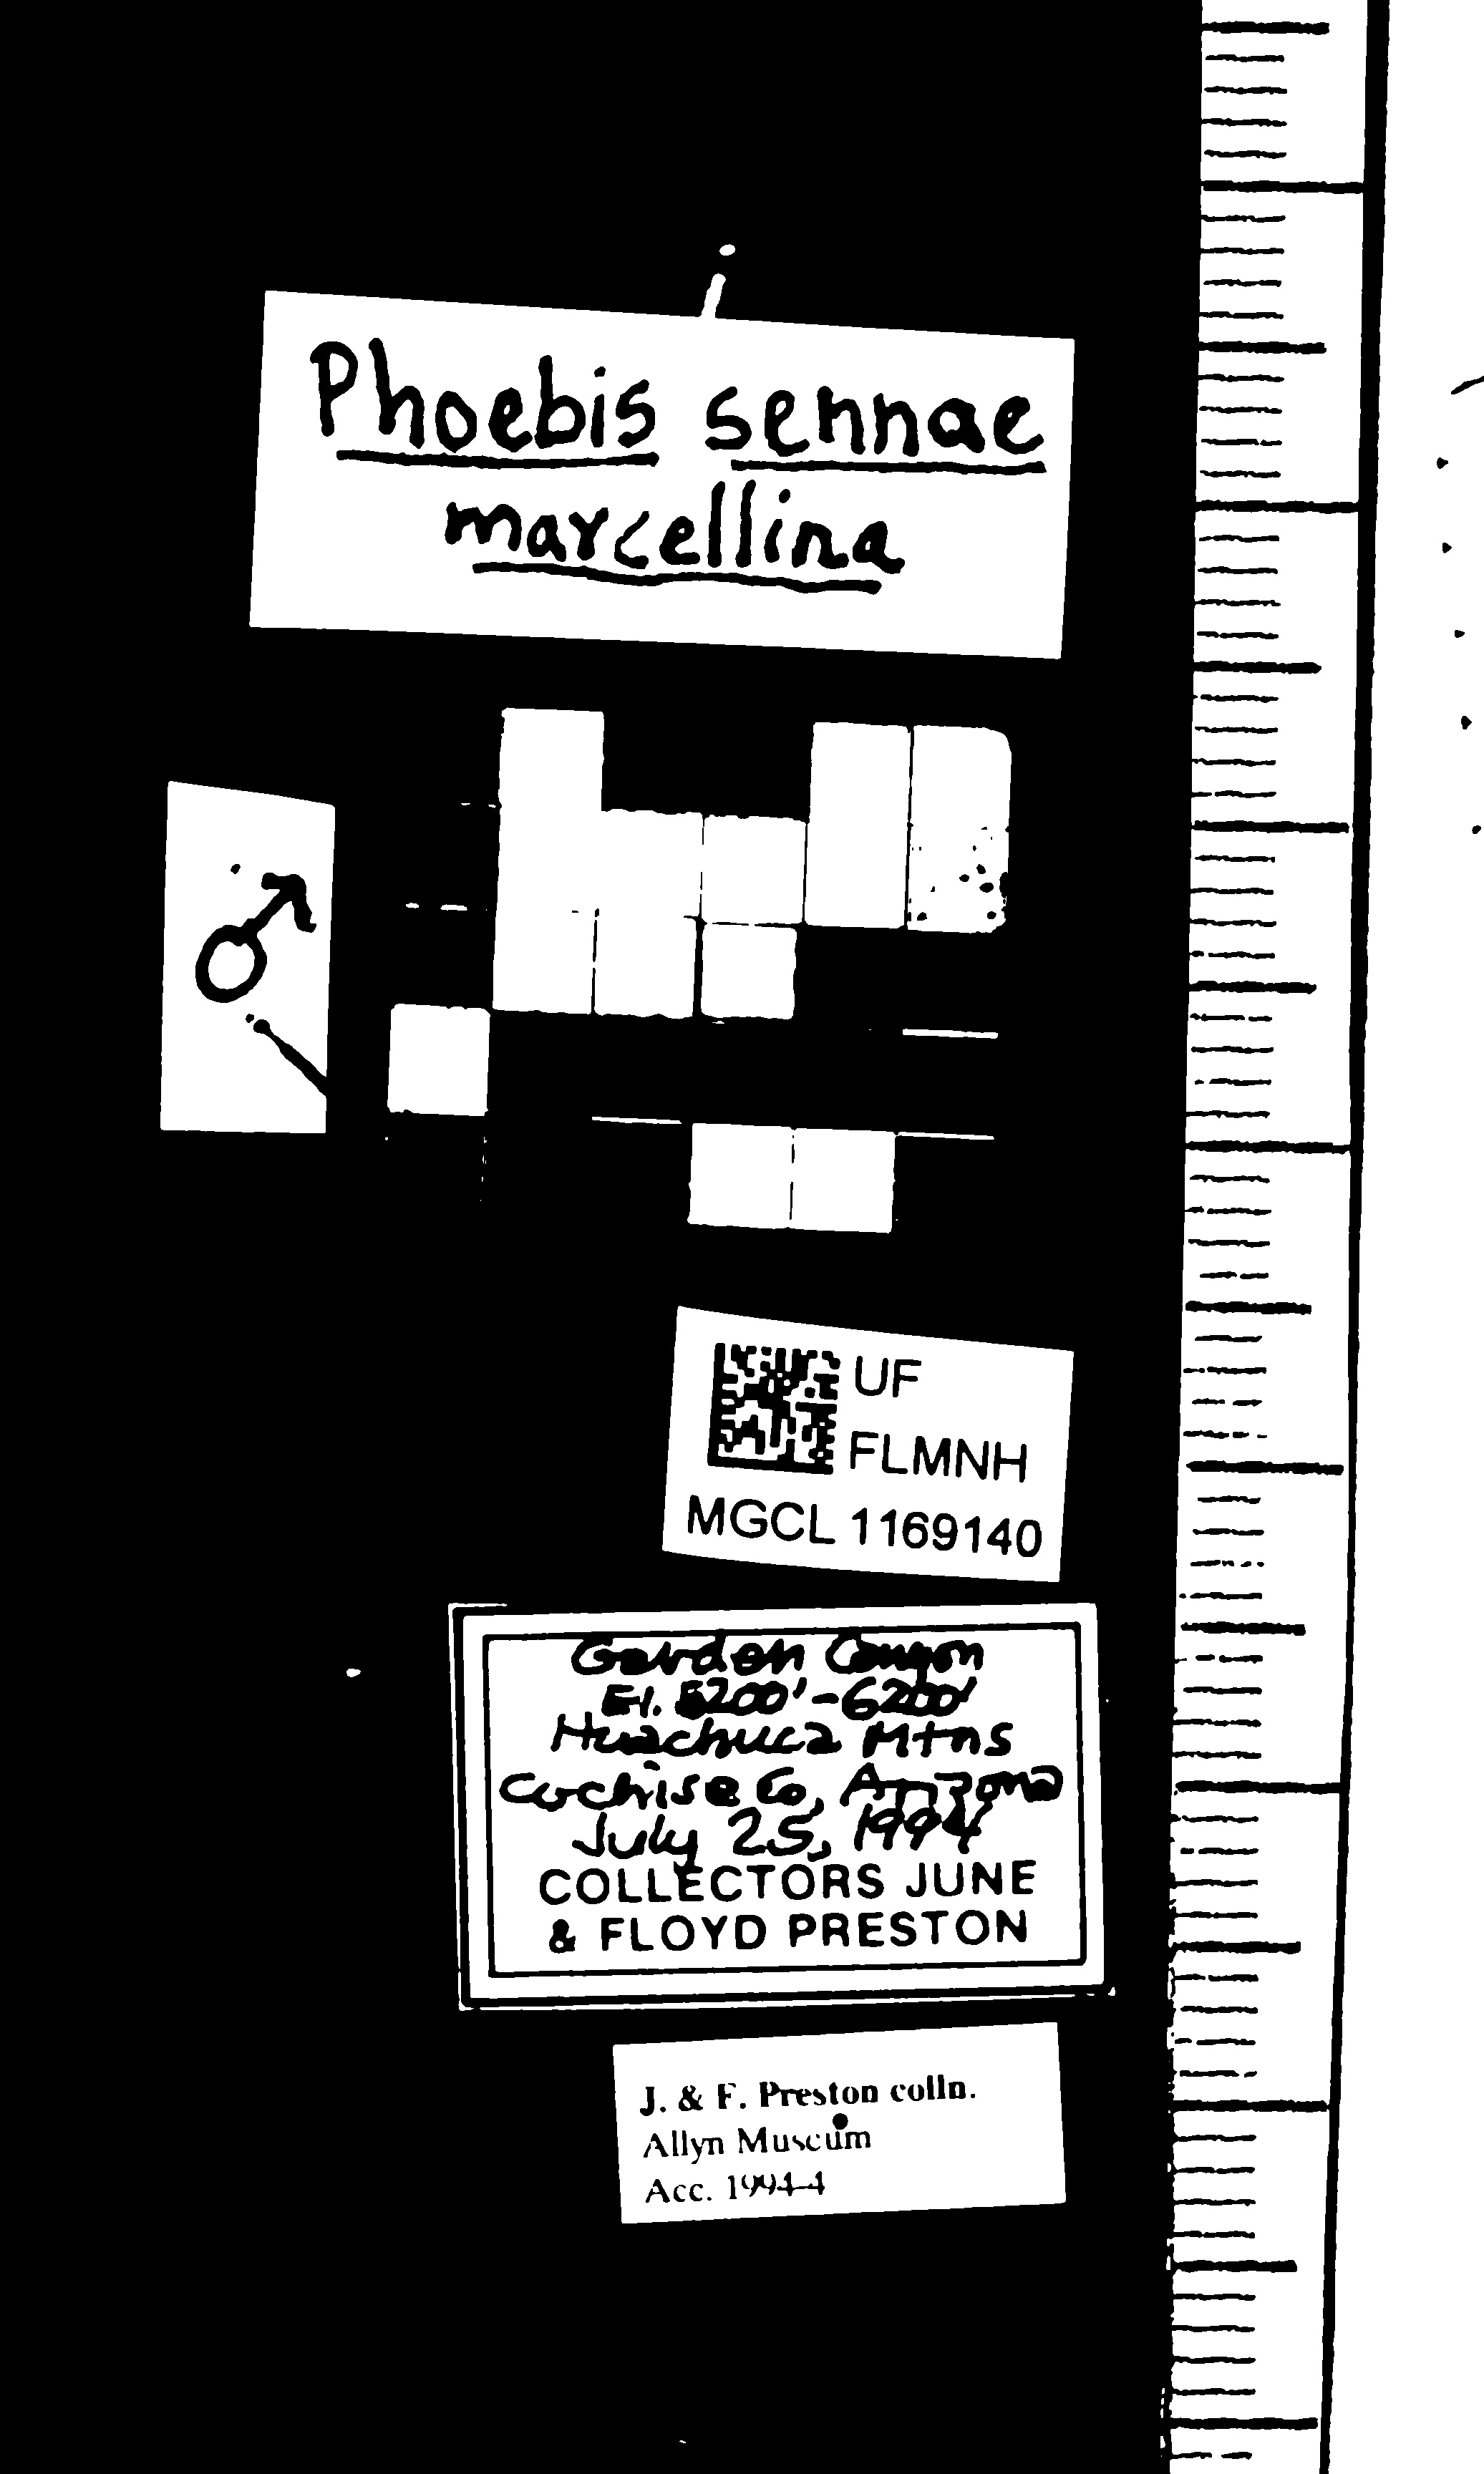 Phoebis sennae
marcellina
♂
UF
FLMNH
MGCL 1169140
Garden Canyon
El. 5200'-6200'
Huachuca Mtns
Cochise Co, Arizona
July 25, 1994
COLLECTORS JUNE
& FLOYD PRESTON
J. & F. Preston colln.
Allyn Museum
Acc. 1994-4